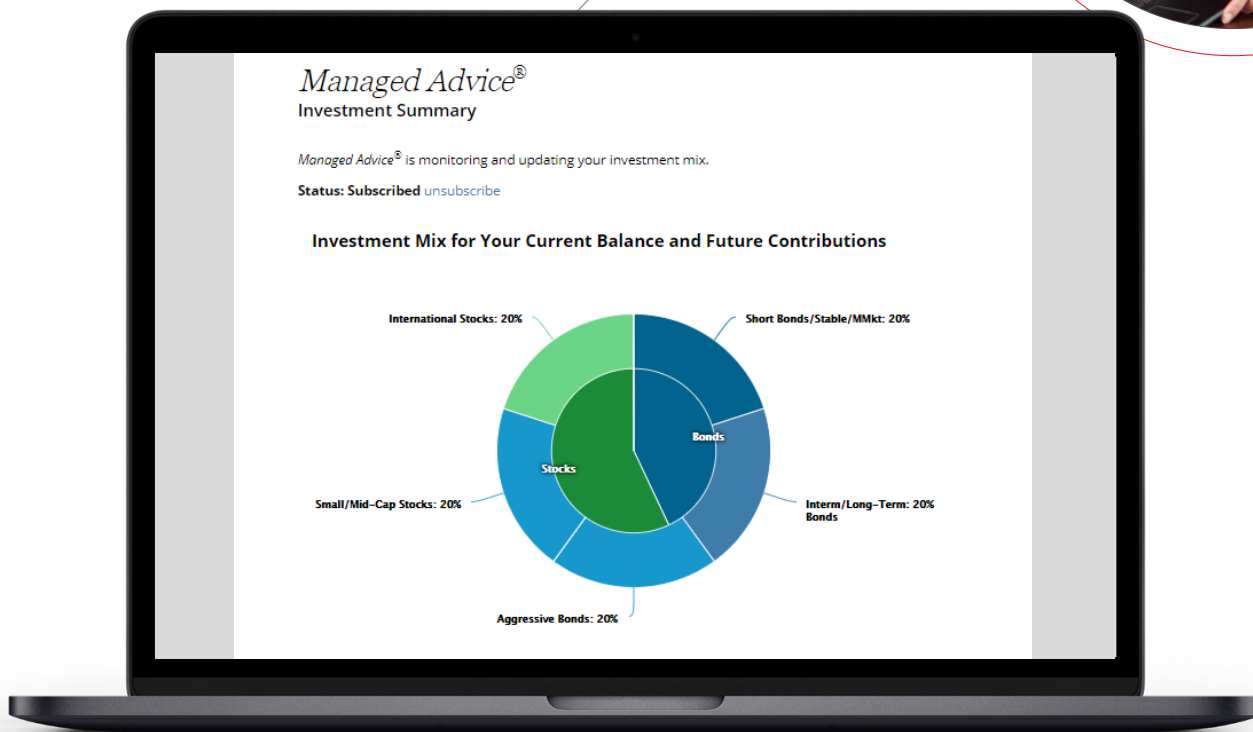 Managed Advice®
Investment Summary
Managed Advice® is monitoring and updating your investment mix.
Status: Subscribed unsubscribe
Investment Mix for Your Current Balance and Future Contributions
International Stocks: 20%
Short Bonds/Stable/MMkt: 20%
Bonds
Stocks
Small/Mid-Cap Stocks: 20%
Interm/Long-Term: 20%
Bonds
Aggressive Bonds: 20%